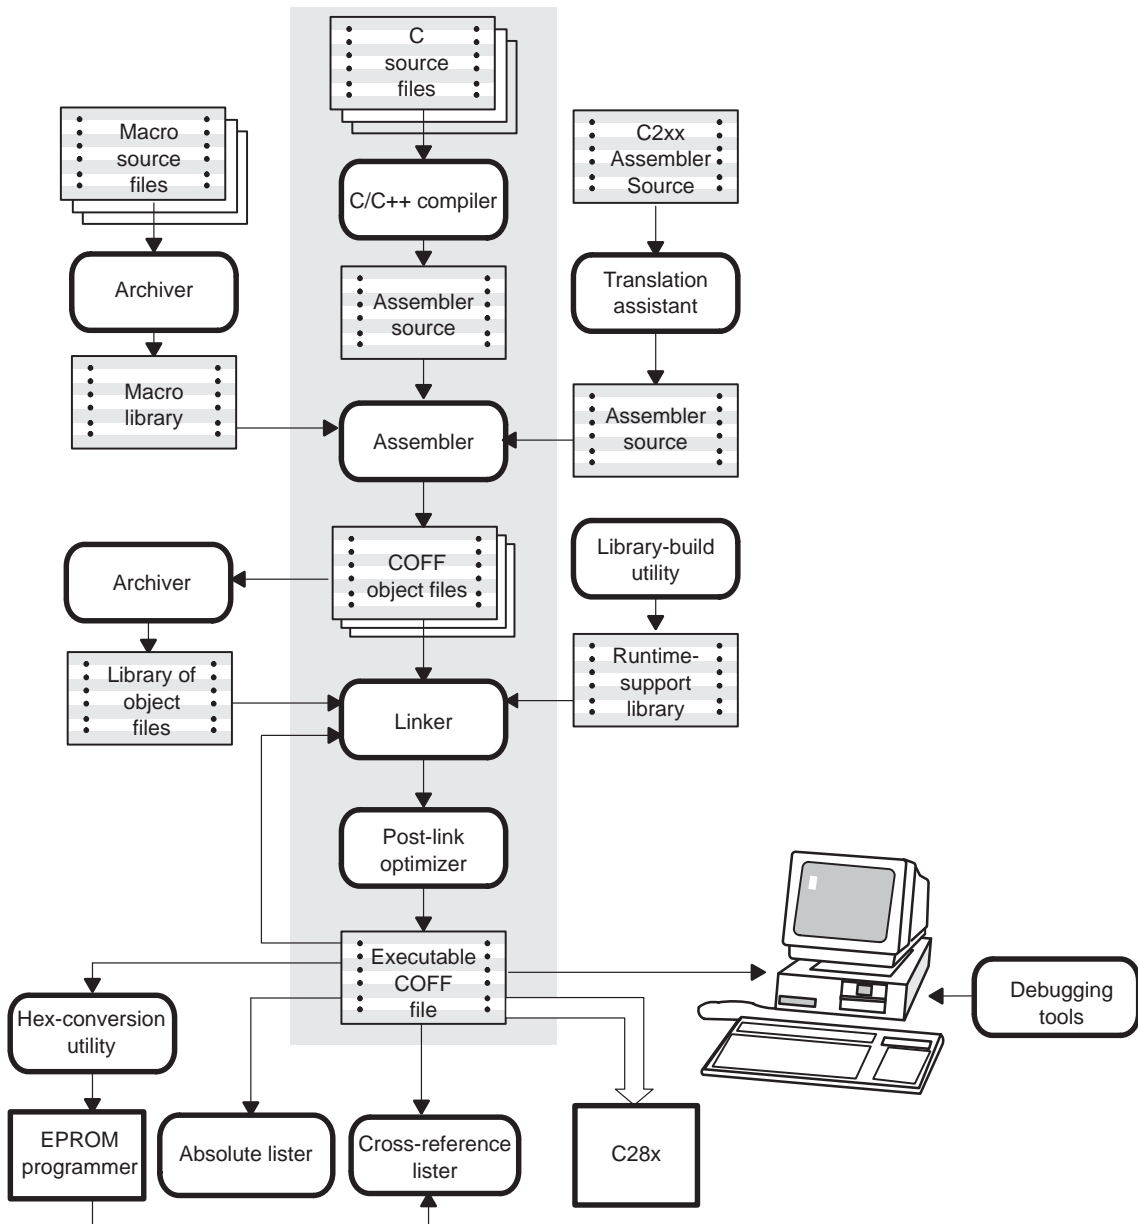 C
source
files
Macro
source
files
C2xx
Assembler
Source
C/C++ compiler
Archiver
Assembler
source
Translation
assistant
Macro
library
Assembler
Assembler
source
Archiver
COFF
object files
Library-build
utility
Library of
object
files
Linker
Runtime-
support
library
Post-link
optimizer
Executable
COFF
file
Debugging
tools
Hex-conversion
utility
EPROM
programmer
Absolute lister
Cross-reference
lister
C28x